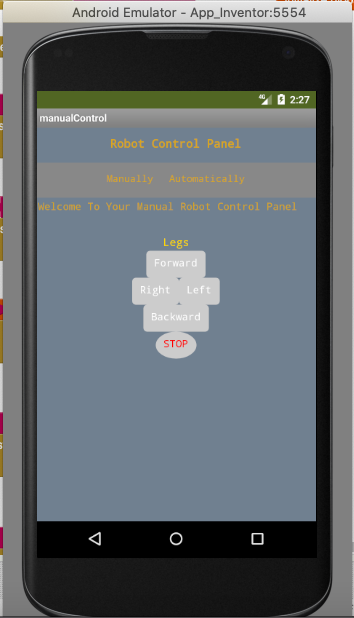 Android Emulator - App_Inventor:5554
4G 2:27
manualControl
Robot Control Panel
Manually Automatically
Welcome To Your Manual Robot Control Panel
Legs
Forward
Right Left
Backward
STOP